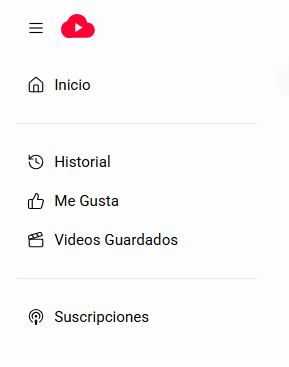 Inicio
Historial
Me Gusta
Videos Guardados
Suscripciones